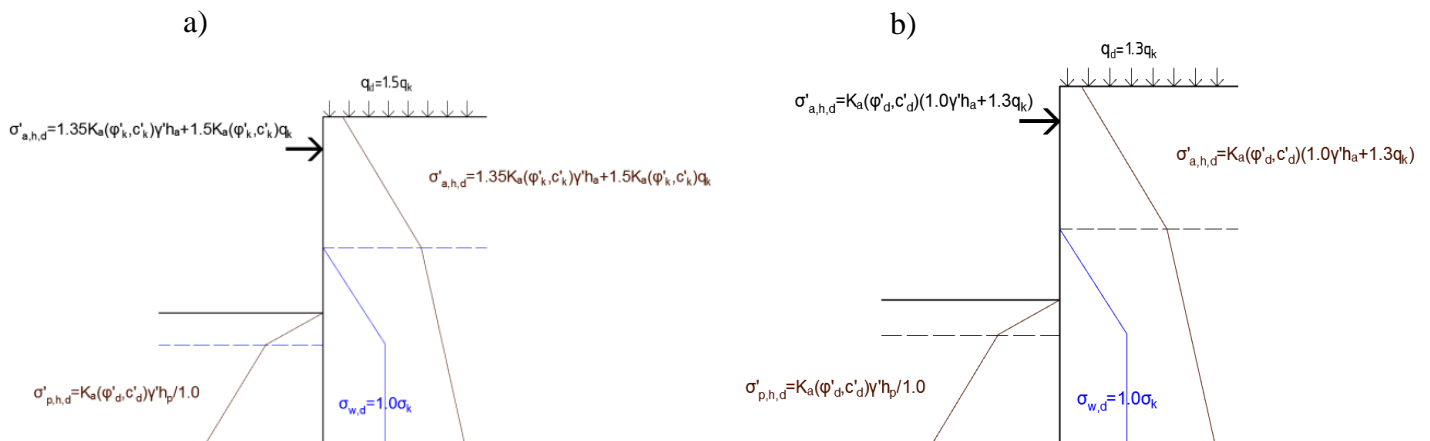 a)
q_d=1.5q_k
σ'_a,h,d=1.35K_a(φ'_k,c'_k)γ'h_a+1.5K_a(φ'_k,c'_k)q_k
σ'_a,h,d=1.35K_a(φ'_k,c'_k)γ'h_a+1.5K_a(φ'_k,c'_k)q_k
σ'_p,h,d=K_a(φ'_d,c'_d)γ'h_p/1.0
σ_w,d=1.0σ_k
b)
q_d=1.3q_k
σ'_a,h,d=K_a(φ'_d,c'_d)(1.0γ'h_a+1.3q_k)
σ'_a,h,d=K_a(φ'_d,c'_d)(1.0γ'h_a+1.3q_k)
σ'_p,h,d=K_a(φ'_d,c'_d)γ'h_p/1.0
σ_w,d=1.0σ_k